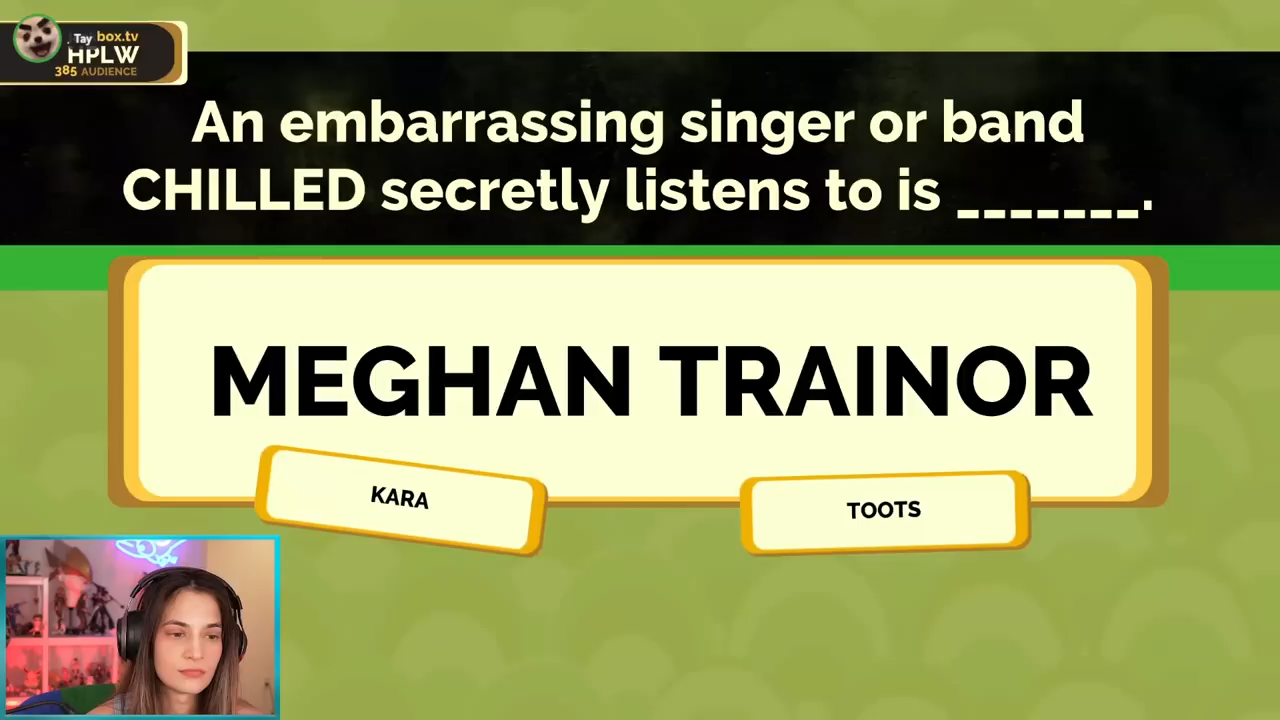 Tay box.tv
HPLW
385 AUDIENCE
An embarrassing singer or band
CHILLED secretly listens to is _______.
MEGHAN TRAINOR
KARA
TOOTS